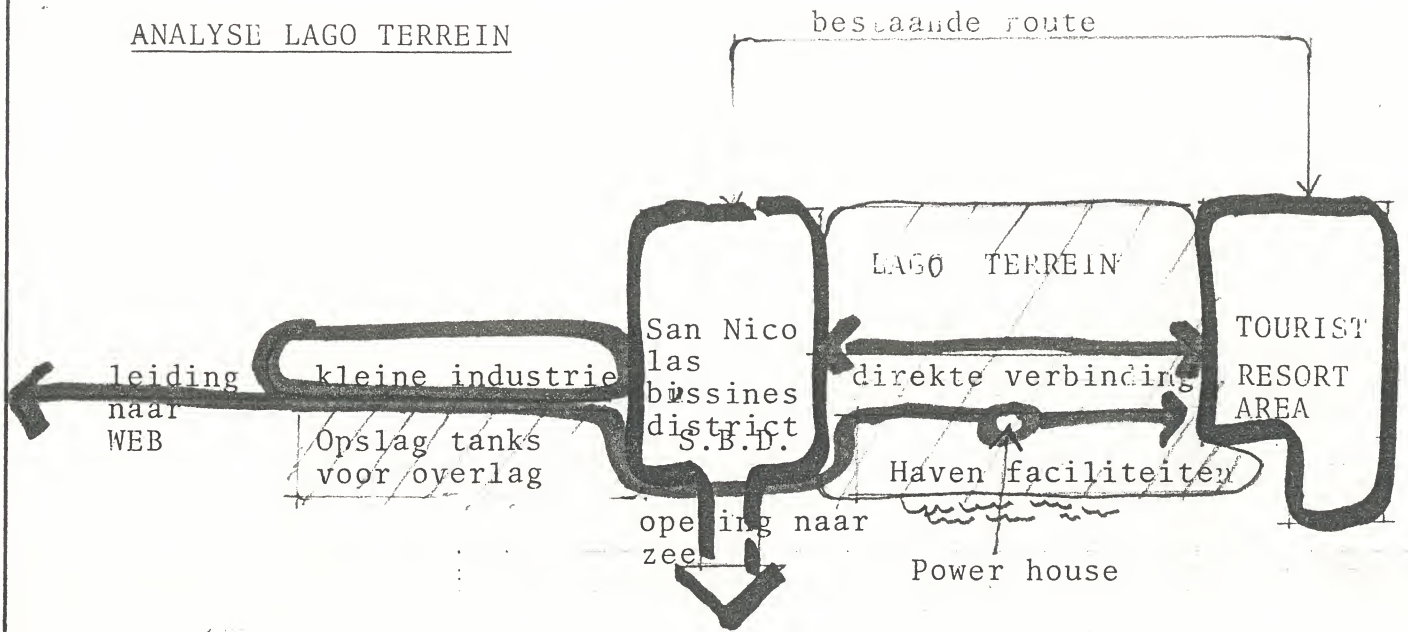 ANALYSE LAGO TERREIN
bestaande route
LAGO TERREIN
San Nico
las
bussines
district
S.B.D.
TOURIST
RESORT
AREA
leiding
naar
WEB
kleine industrie
direkte verbinding
Opslag tanks
voor overlag
Haven faciliteiten
opening naar
zee
Power house